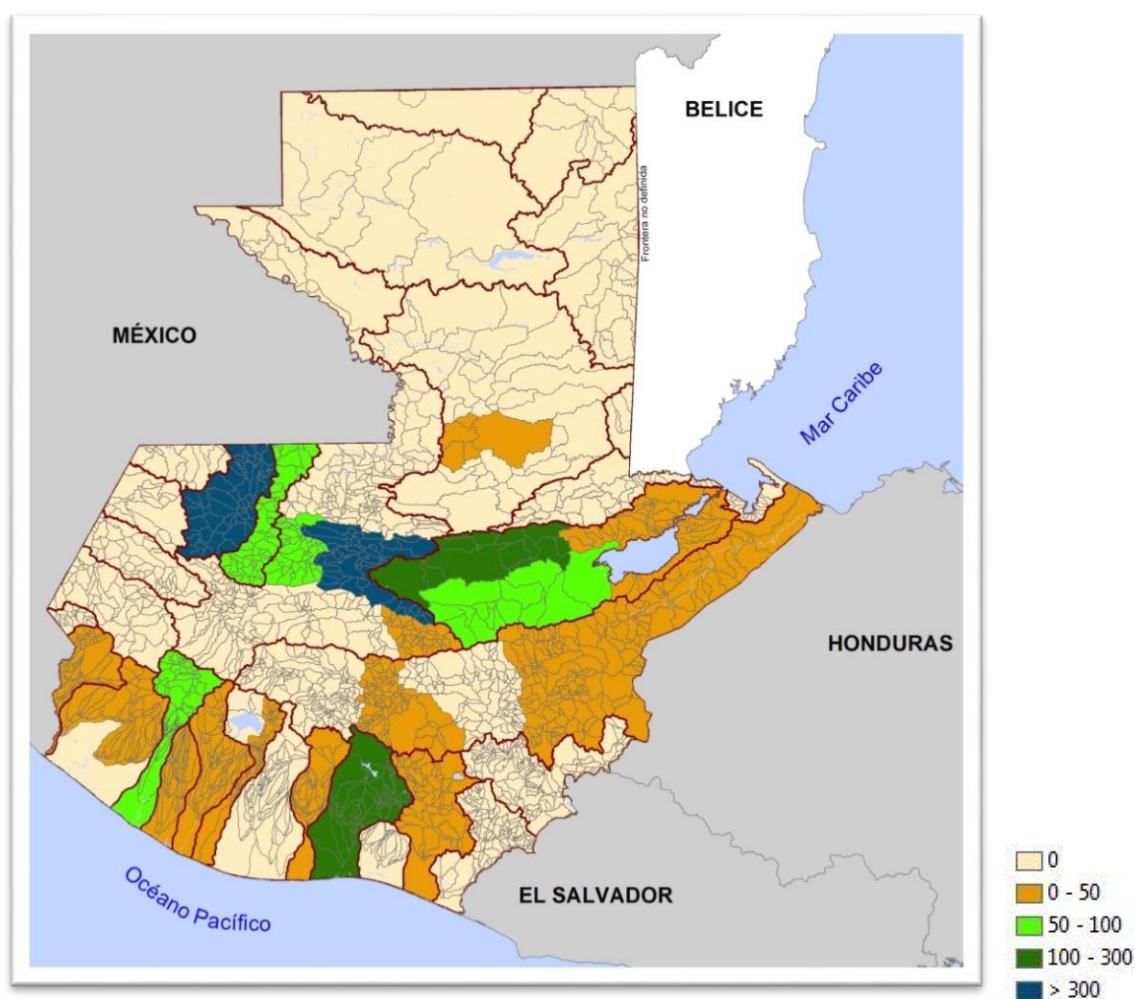 BELICE
Frontera no definida
MÉXICO
Mar Caribe
HONDURAS
EL SALVADOR
Océano Pacífico
0
0 - 50
50 - 100
100 - 300
> 300